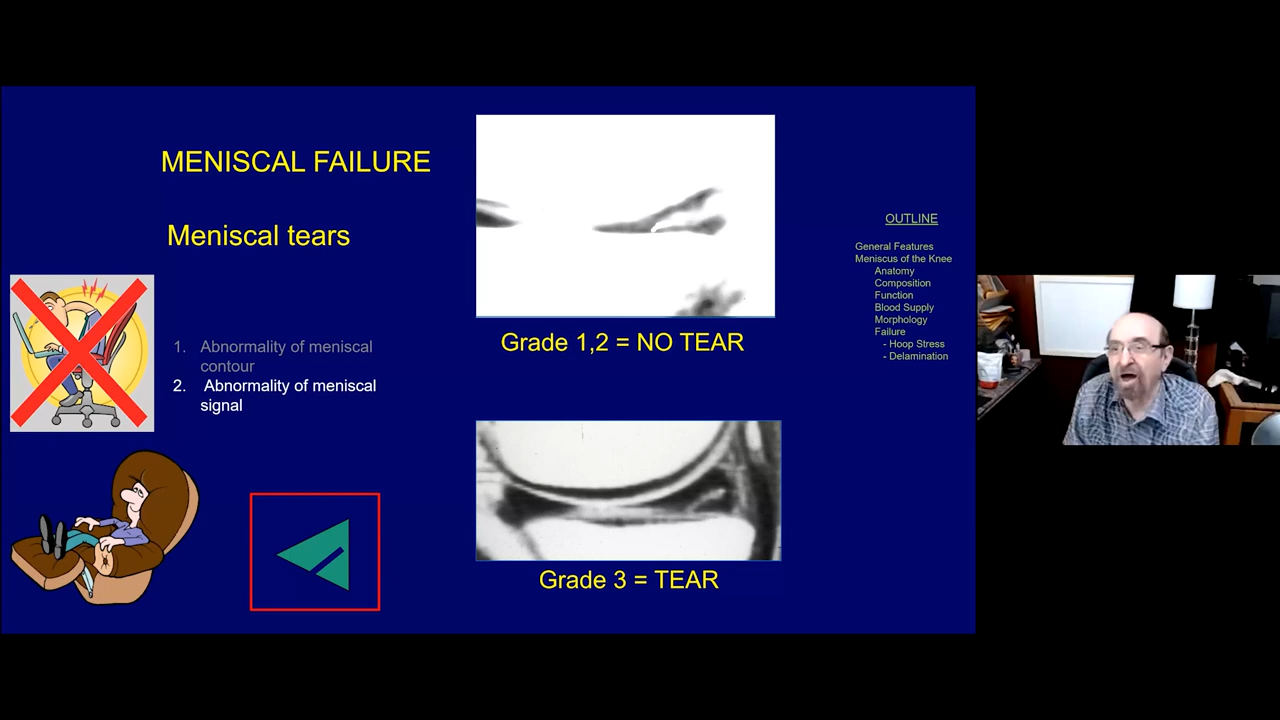 MENISCAL FAILURE
Meniscal tears
1. Abnormality of meniscal
contour
2. Abnormality of meniscal
signal
Grade 1,2 = NO TEAR
Grade 3 = TEAR
OUTLINE
General Features
Meniscus of the Knee
Anatomy
Composition
Function
Blood Supply
Morphology
Failure
- Hoop Stress
- Delamination